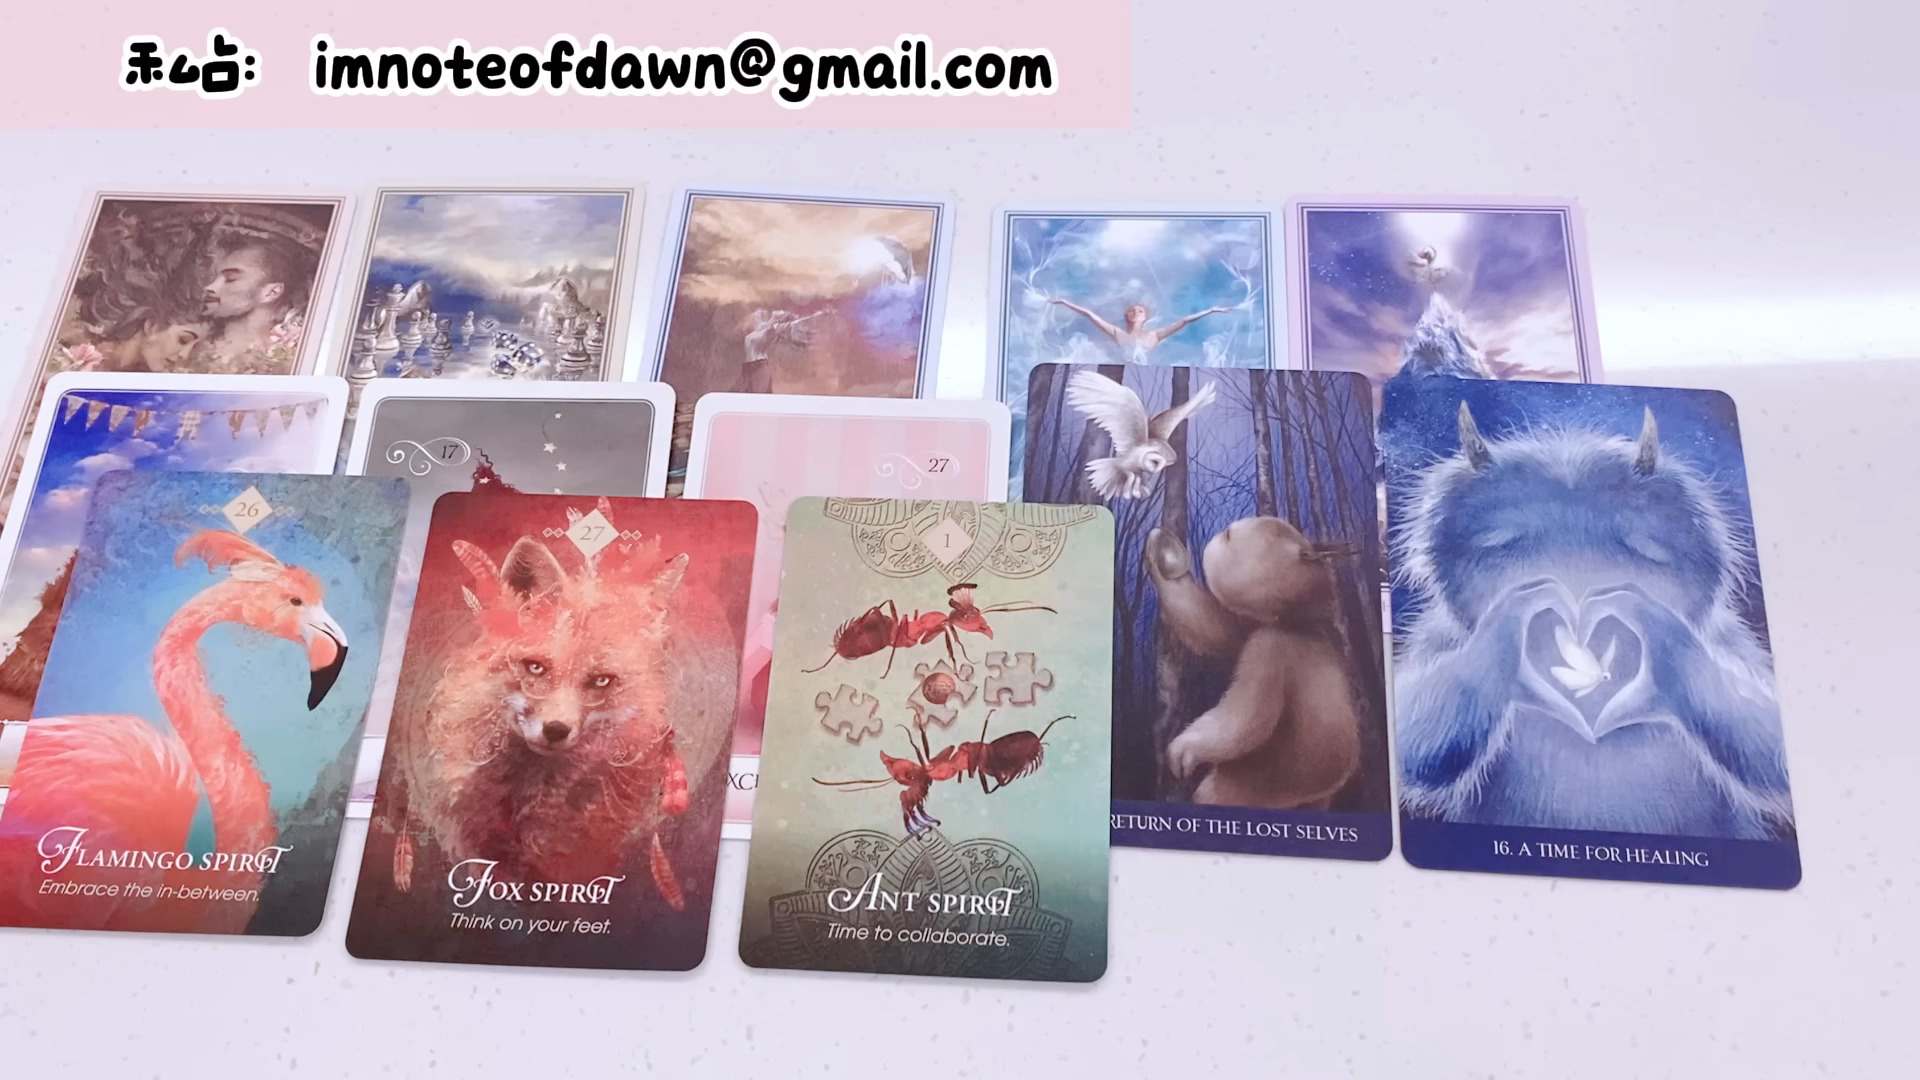 私占： imnoteofdawn@gmail.com
17
27
26
FLAMINGO SPIRIT
Embrace the in-between.
27
FOX SPIRIT
Think on your feet.
1
ANT SPIRIT
Time to collaborate.
RETURN OF THE LOST SELVES
16. A TIME FOR HEALING